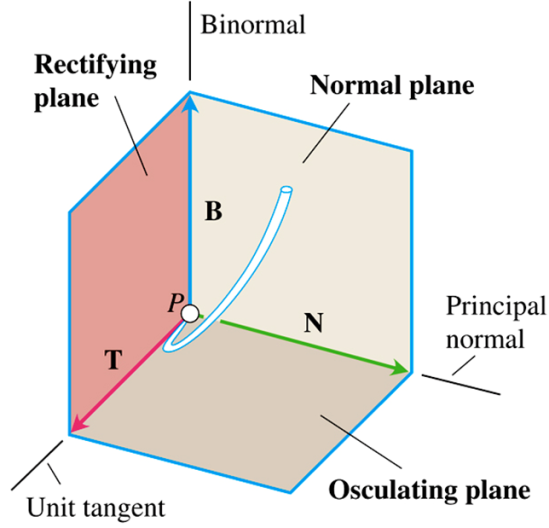 Binormal
Rectifying
plane
Normal plane
B
P
N
Principal
normal
T
Osculating plane
Unit tangent